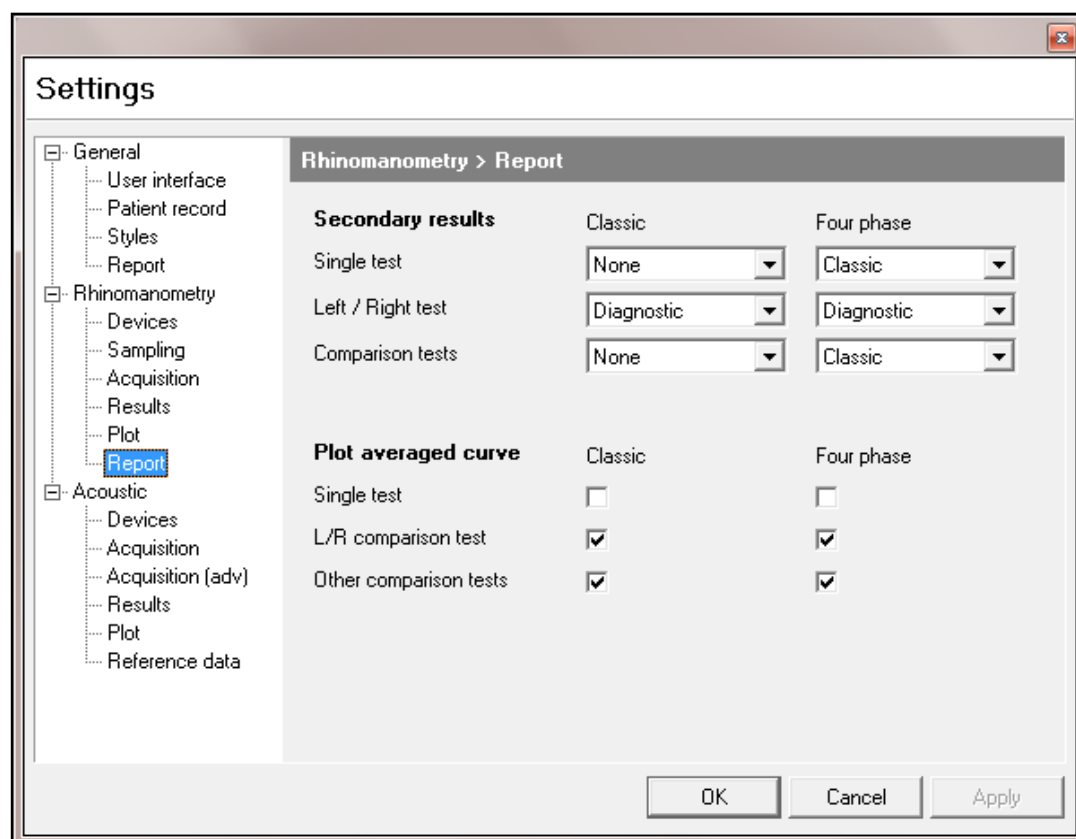 Settings
General
User interface
Patient record
Styles
Report
Rhinomanometry
Devices
Sampling
Acquisition
Results
Plot
Report
Acoustic
Devices
Acquisition
Acquisition (adv)
Results
Plot
Reference data
Rhinomanometry > Report
Secondary results Classic Four phase
Single test None Classic
Left / Right test Diagnostic Diagnostic
Comparison tests None Classic
Plot averaged curve Classic Four phase
Single test
L/R comparison test
Other comparison tests
OK Cancel Apply